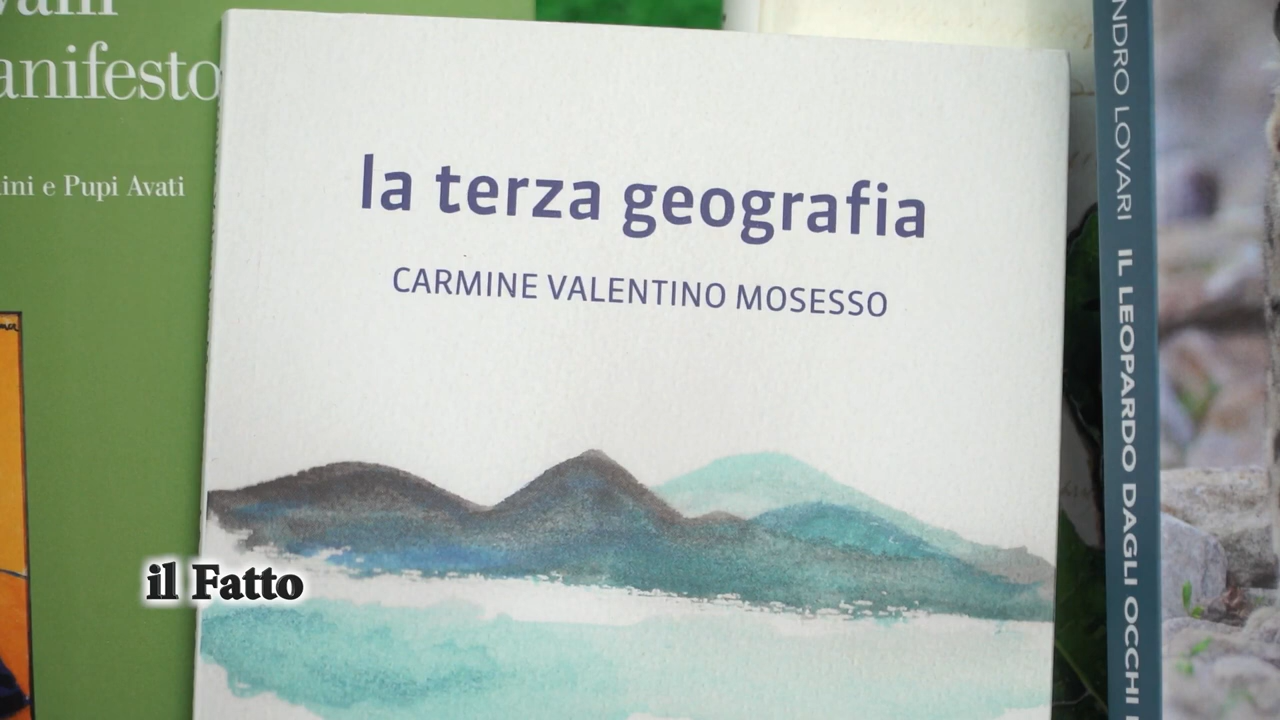 anifesto
ini e Pupi Avati
la terza geografia
CARMINE VALENTINO MOSESSO
NDRO LOVARI IL LEOPARDO DAGLI OCCHI
il Fatto